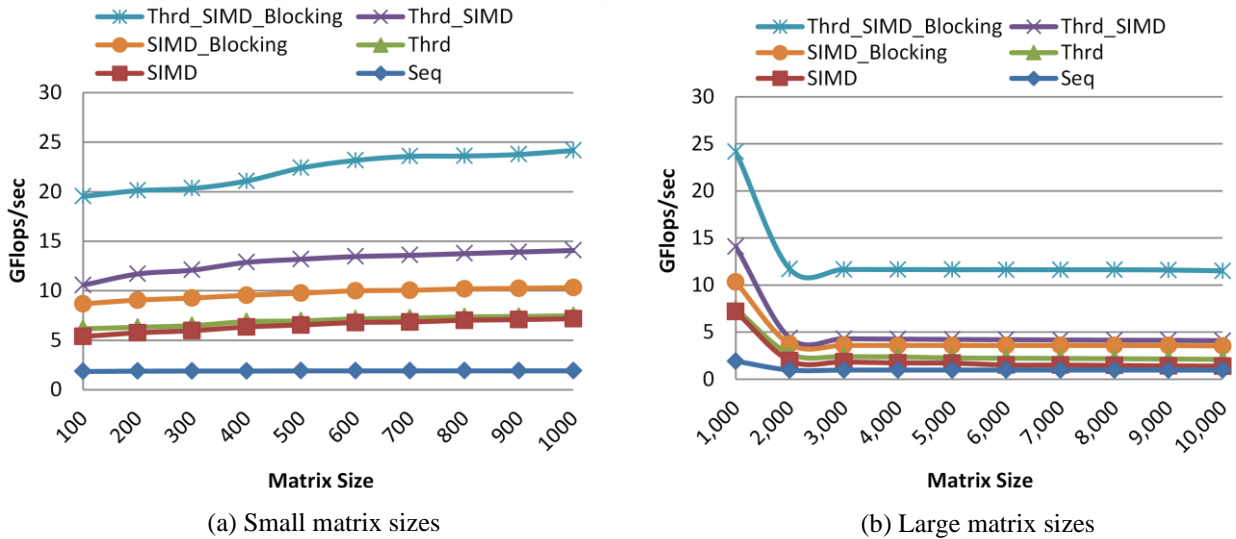 Thrd_SIMD_Blocking Thrd_SIMD
SIMD_Blocking Thrd
SIMD Seq
30
25
20
15
10
5
0
GFlops/sec
100 200 300 400 500 600 700 800 900 1000
Matrix Size
(a) Small matrix sizes
Thrd_SIMD_Blocking Thrd_SIMD
SIMD_Blocking Thrd
SIMD Seq
30
25
20
15
10
5
0
GFlops/sec
1,000 2,000 3,000 4,000 5,000 6,000 7,000 8,000 9,000 10,000
Matrix Size
(b) Large matrix sizes